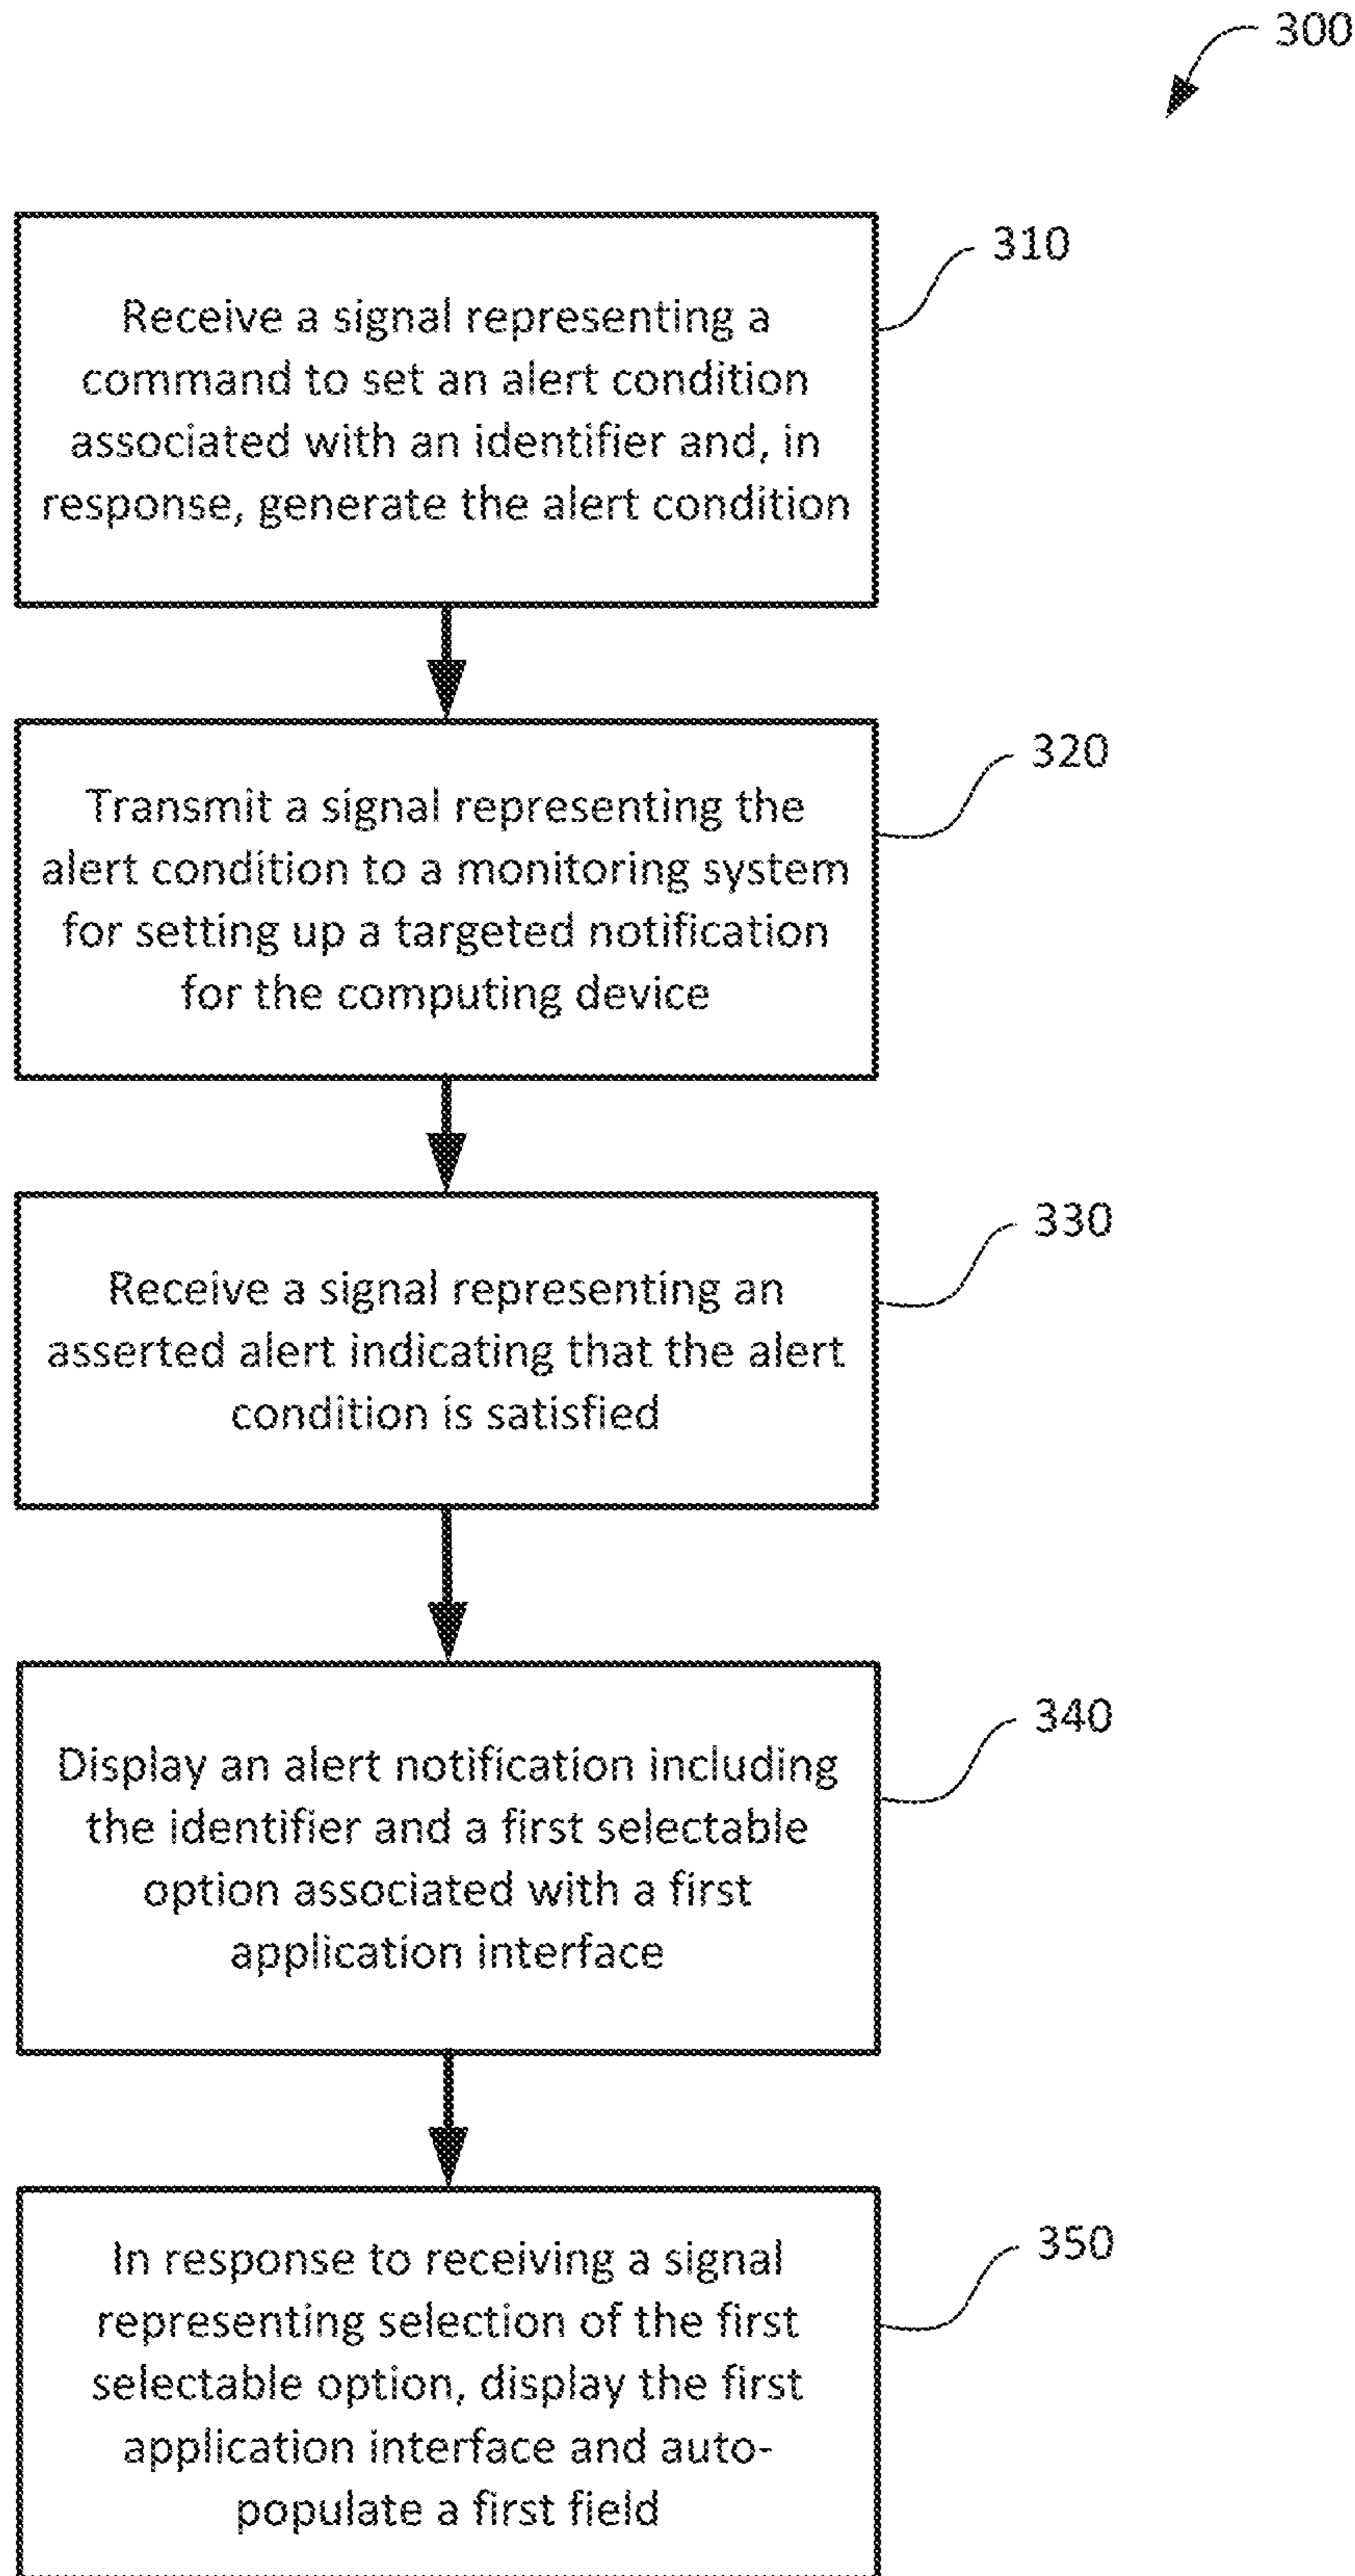 300
310
Receive a signal representing a
command to set an alert condition
associated with an identifier and, in
response, generate the alert condition
320
Transmit a signal representing the
alert condition to a monitoring system
for setting up a targeted notification
for the computing device
330
Receive a signal representing an
asserted alert indicating that the alert
condition is satisfied
340
Display an alert notification including
the identifier and a first selectable
option associated with a first
application interface
350
In response to receiving a signal
representing selection of the first
selectable option, display the first
application interface and auto-
populate a first field